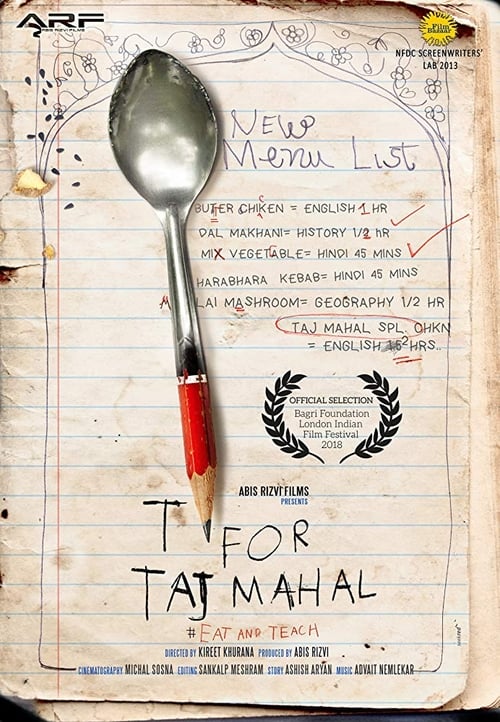 ARF
ABIS RIZVI FILMS
Film
Bazaar
NFDC SCREENWRITERS'
LAB 2013
NEW
Menu List
BUTER CHIKEN = ENGLISH 1 HR
DAL MAKHANI= HISTORY 1/2 hR
MIX VEGETABLE= HINDI 45 MINS
HARABHARA KEBAB= HINDI 45 MINS
MLAI MASHROOM= GEOGRAPHY 1/2 HR
TAJ MAHAL SPL. CHKN
= ENGLISH 2 HRS..
OFFICIAL SELECTION
Bagri Foundation
London Indian
Film Festival
2018
ABIS RIZVI FILMS
PRESENTS
T FOR
TAJ MAHAL
# EAT AND TEACH
DIRECTED BY KIREET KHURANA PRODUCED BY ABIS RIZVI
CINEMATOGRAPHY MICHAL SOSNA EDITING SANKALP MESHRAM STORY ASHISH ARYAN MUSIC ADVAIT NEMLEKAR